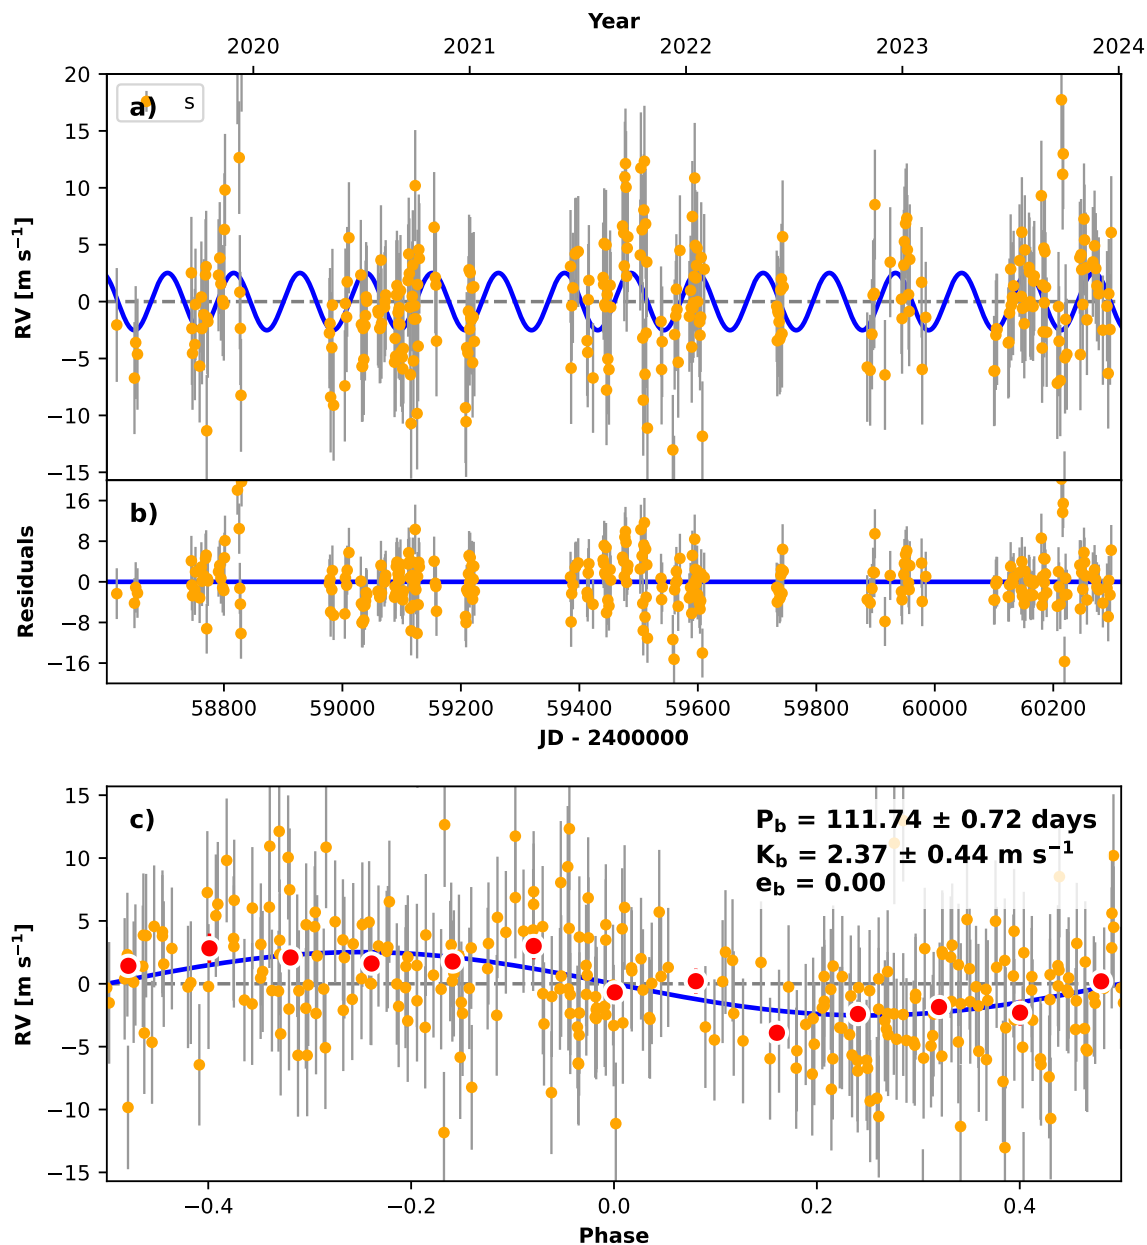 Year
2020 2021 2022 2023 2024
a)
s
20
15
10
5
0
−5
−10
−15
RV [m s⁻¹]
b)
16
8
0
−8
−16
Residuals
58800 59000 59200 59400 59600 59800 60000 60200
JD - 2400000
c)
P_b = 111.74 ± 0.72 days
K_b = 2.37 ± 0.44 m s⁻¹
e_b = 0.00
15
10
5
0
−5
−10
−15
RV [m s⁻¹]
−0.4 −0.2 0.0 0.2 0.4
Phase